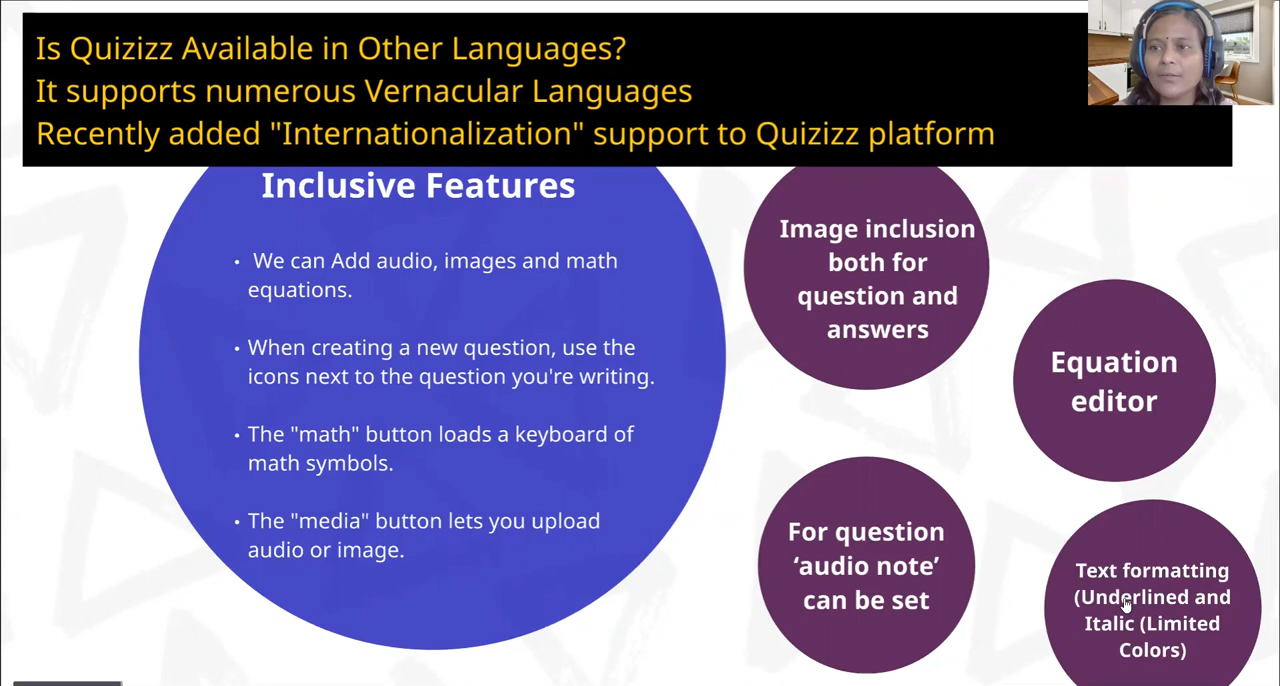 Is Quizizz Available in Other Languages?
It supports numerous Vernacular Languages
Recently added "Internationalization" support to Quizizz platform
Inclusive Features
• We can Add audio, images and math
equations.
• When creating a new question, use the
icons next to the question you're writing.
• The "math" button loads a keyboard of
math symbols.
• The "media" button lets you upload
audio or image.
Image inclusion
both for
question and
answers
Equation
editor
For question
‘audio note’
can be set
Text formatting
(Underlined and
Italic (Limited
Colors)